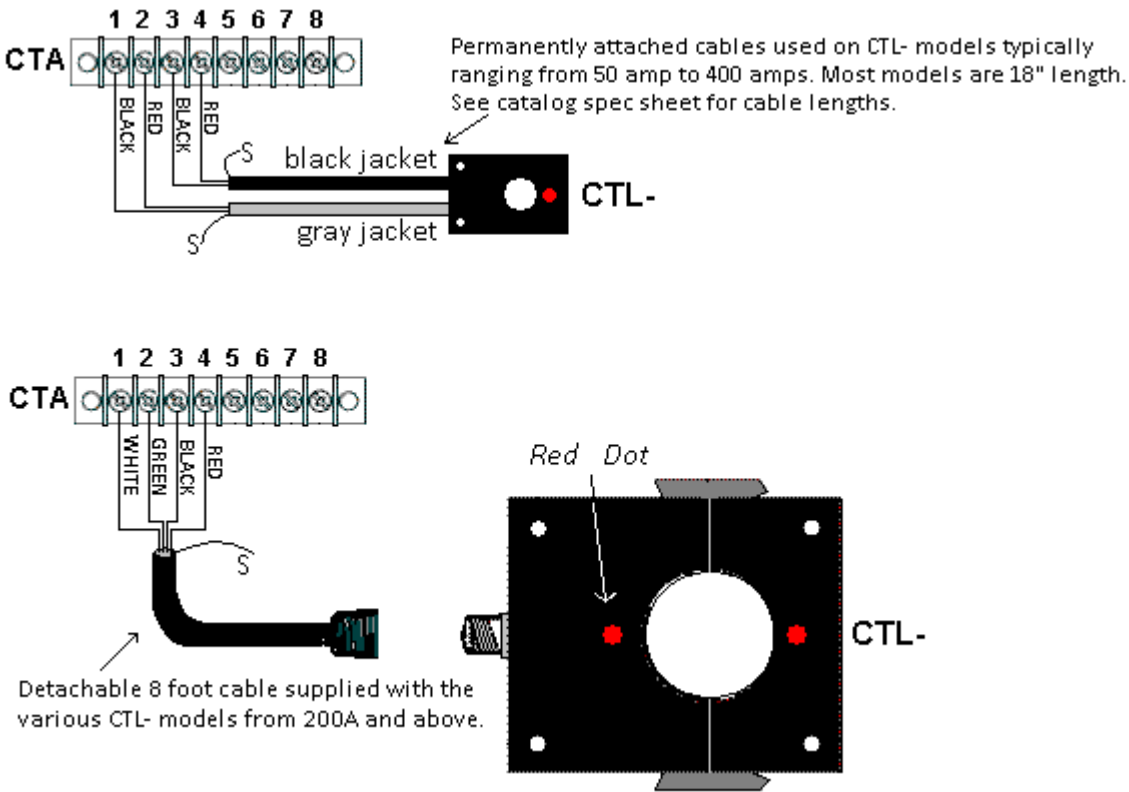 1 2 3 4 5 6 7 8
CTA
BLACK
RED
BLACK
RED
Permanently attached cables used on CTL- models typically
ranging from 50 amp to 400 amps. Most models are 18" length.
See catalog spec sheet for cable lengths.
S
black jacket
CTL-
S
gray jacket
1 2 3 4 5 6 7 8
CTA
WHITE
GREEN
BLACK
RED
Red Dot
S
CTL-
Detachable 8 foot cable supplied with the
various CTL- models from 200A and above.